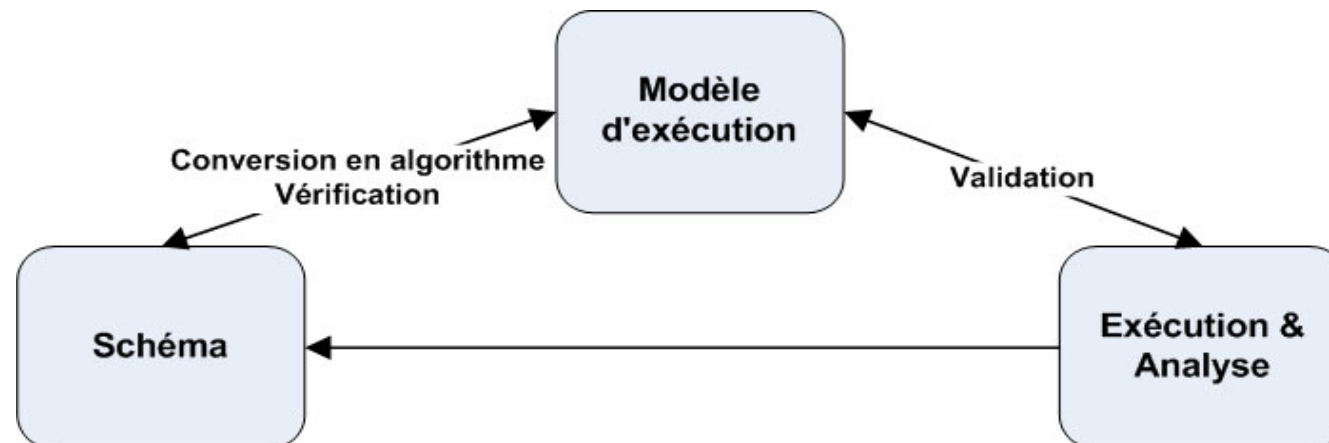 Modèle
d'exécution
Conversion en algorithme
Vérification
Validation
Schéma
Exécution &
Analyse